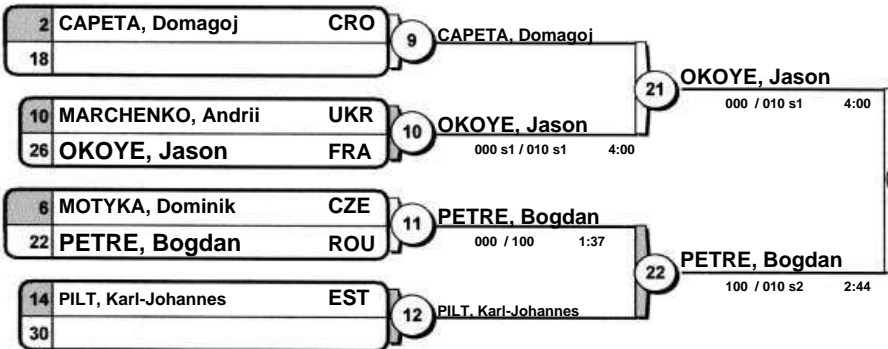 2 CAPETA, Domagoj CRO
18
9 CAPETA, Domagoj
10 MARCHENKO, Andrii UKR
26 OKOYE, Jason FRA
10 OKOYE, Jason
000 s1 / 010 s1 4:00
21 OKOYE, Jason
000 / 010 s1 4:00
6 MOTYKA, Dominik CZE
22 PETRE, Bogdan ROU
11 PETRE, Bogdan
000 / 100 1:37
14 PILT, Karl-Johannes EST
30
12 PILT, Karl-Johannes
22 PETRE, Bogdan
100 / 010 s2 2:44